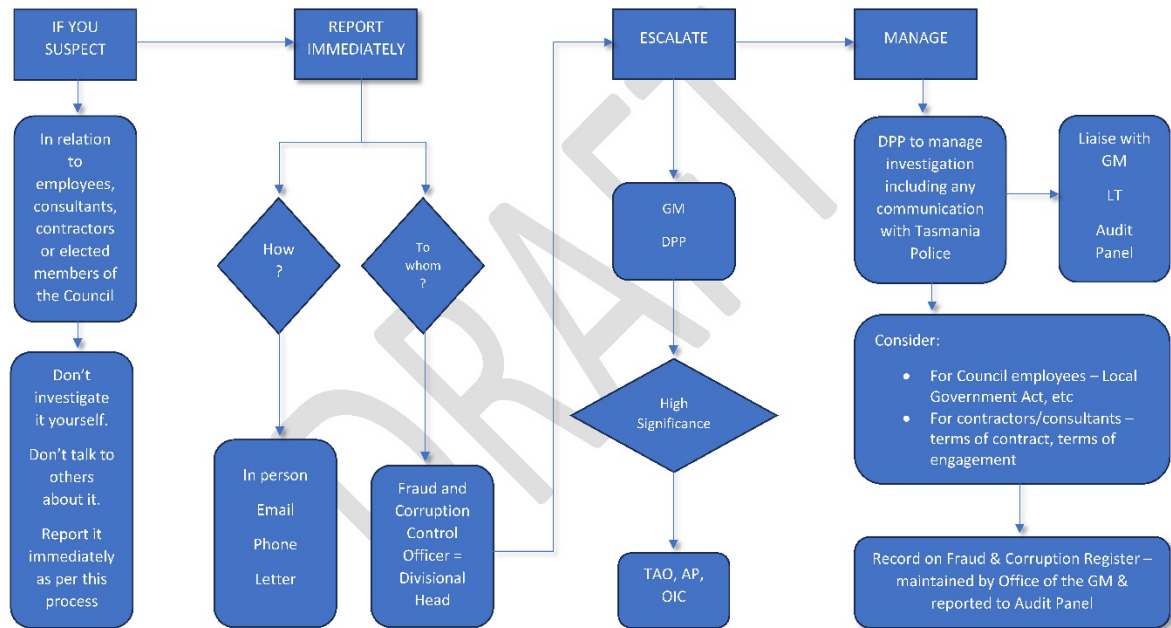 IF YOU
SUSPECT
REPORT
IMMEDIATELY
ESCALATE
MANAGE
In relation
to
employees,
consultants,
contractors
or elected
members of
the Council
Don't
investigate
it yourself.
Don't talk to
others
about it.
Report it
immediately
as per this
process
How
?
To
whom
?
In person
Email
Phone
Letter
Fraud and
Corruption
Control
Officer =
Divisional
Head
GM
DPP
High
Significance
TAO, AP,
OIC
DPP to manage
investigation
including any
communication
with Tasmania
Police
Liaise with
GM
LT
Audit
Panel
Consider:
• For Council employees – Local
Government Act, etc
• For contractors/consultants –
terms of contract, terms of
engagement
Record on Fraud & Corruption Register –
maintained by Office of the GM &
reported to Audit Panel
DRAFT